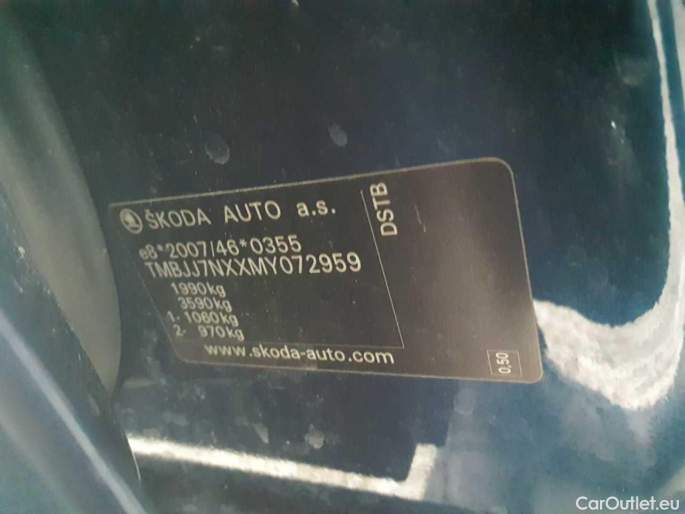 ŠKODA AUTO a.s.
e8*2007/46*0355
TMBJJ7NXXMY072959
1990kg
3590kg
1. 1060kg
2- 970kg
www.skoda-auto.com
DSTB
0,50
CarOutlet.eu